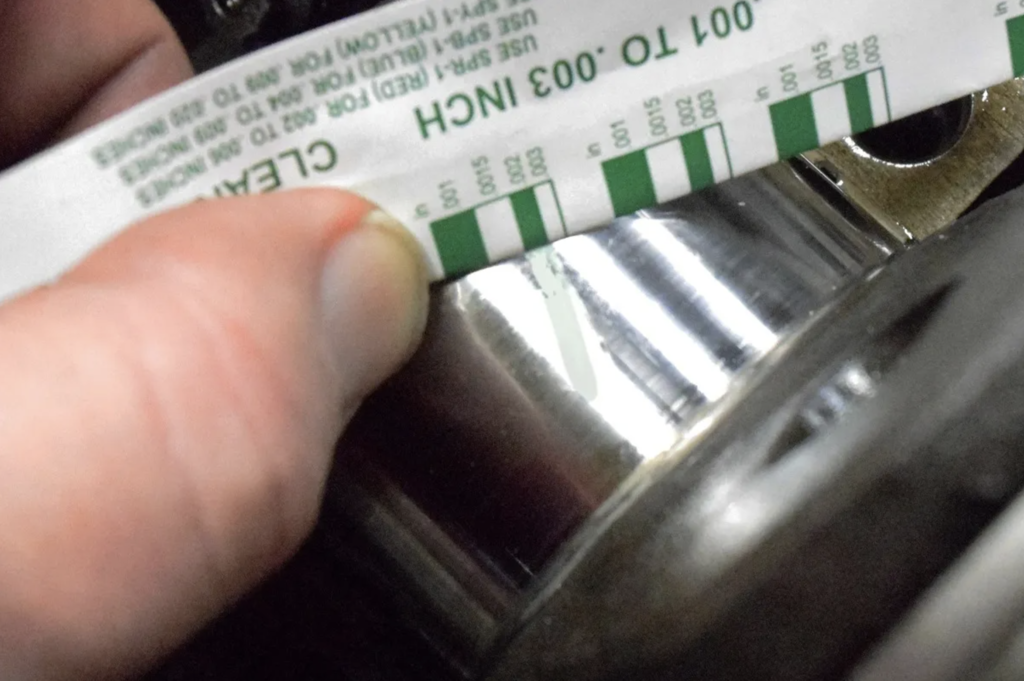 .001 TO .003 INCH CLEA
USE SPR-1 (RED) FOR .002 TO .006 INCHES
USE SPB-1 (BLUE) FOR .004 TO .009 INCHES
USE SPY-1 (YELLOW) FOR .009 TO .020 INCHES
in .001 .0015 .002 .003
in .001 .0015 .002 .003
in .001 .0015 .002 .003
in